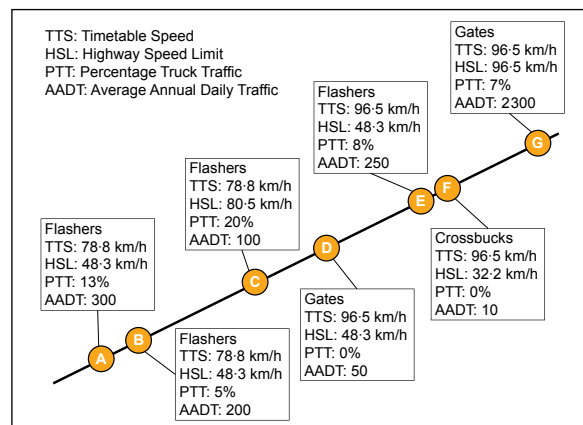 TTS: Timetable Speed
HSL: Highway Speed Limit
PTT: Percentage Truck Traffic
AADT: Average Annual Daily Traffic
Gates
TTS: 96·5 km/h
HSL: 96·5 km/h
PTT: 7%
AADT: 2300
Flashers
TTS: 96·5 km/h
HSL: 48·3 km/h
PTT: 8%
AADT: 250
G
Flashers
TTS: 78·8 km/h
HSL: 80·5 km/h
PTT: 20%
AADT: 100
F
E
Flashers
TTS: 78·8 km/h
HSL: 48·3 km/h
PTT: 13%
AADT: 300
D
Crossbucks
TTS: 96·5 km/h
HSL: 32·2 km/h
PTT: 0%
AADT: 10
C
Gates
TTS: 96·5 km/h
HSL: 48·3 km/h
PTT: 0%
AADT: 50
B
A
Flashers
TTS: 78·8 km/h
HSL: 48·3 km/h
PTT: 5%
AADT: 200